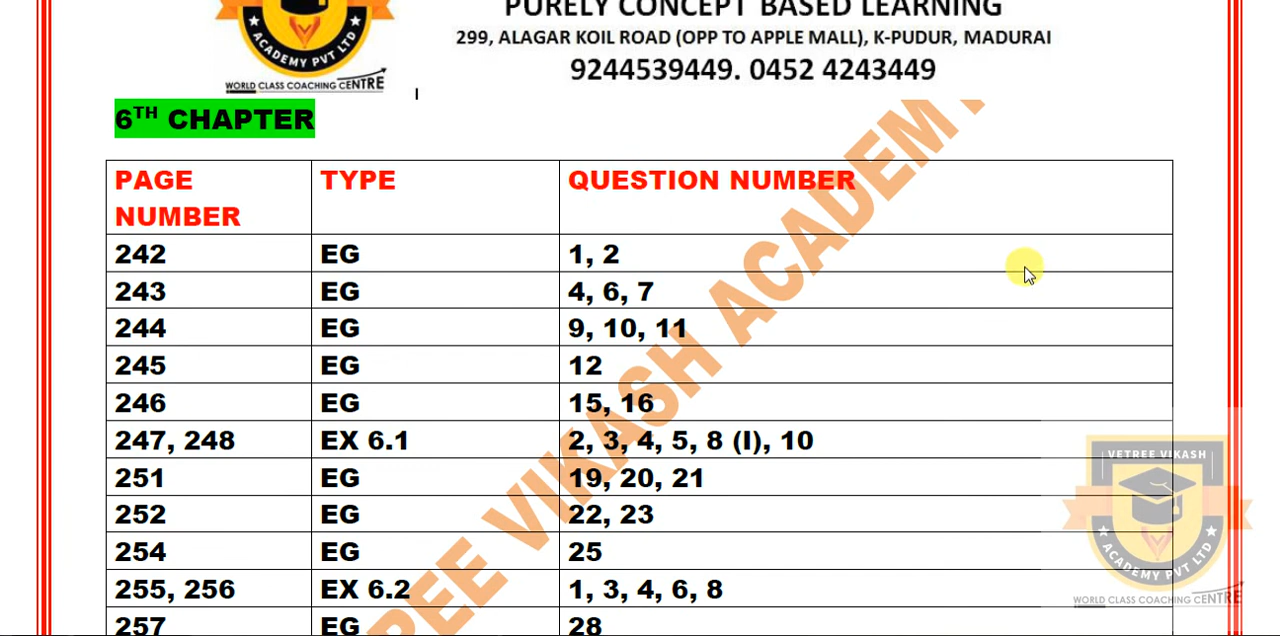 PURELY CONCEPT BASED LEARNING
299, ALAGAR KOIL ROAD (OPP TO APPLE MALL), K-PUDUR, MADURAI
9244539449. 0452 4243449
ACADEMY PVT LTD
WORLD CLASS COACHING CENTRE
6TH CHAPTER
PAGE NUMBER TYPE QUESTION NUMBER
242 EG 1, 2
243 EG 4, 6, 7
244 EG 9, 10, 11
245 EG 12
246 EG 15, 16
247, 248 EX 6.1 2, 3, 4, 5, 8 (I), 10
251 EG 19, 20, 21
252 EG 22, 23
254 EG 25
255, 256 EX 6.2 1, 3, 4, 6, 8
257 EG 28
REE VIKASH ACADEMY
VETREE VIKASH
ACADEMY PVT LTD
WORLD CLASS COACHING CENTRE